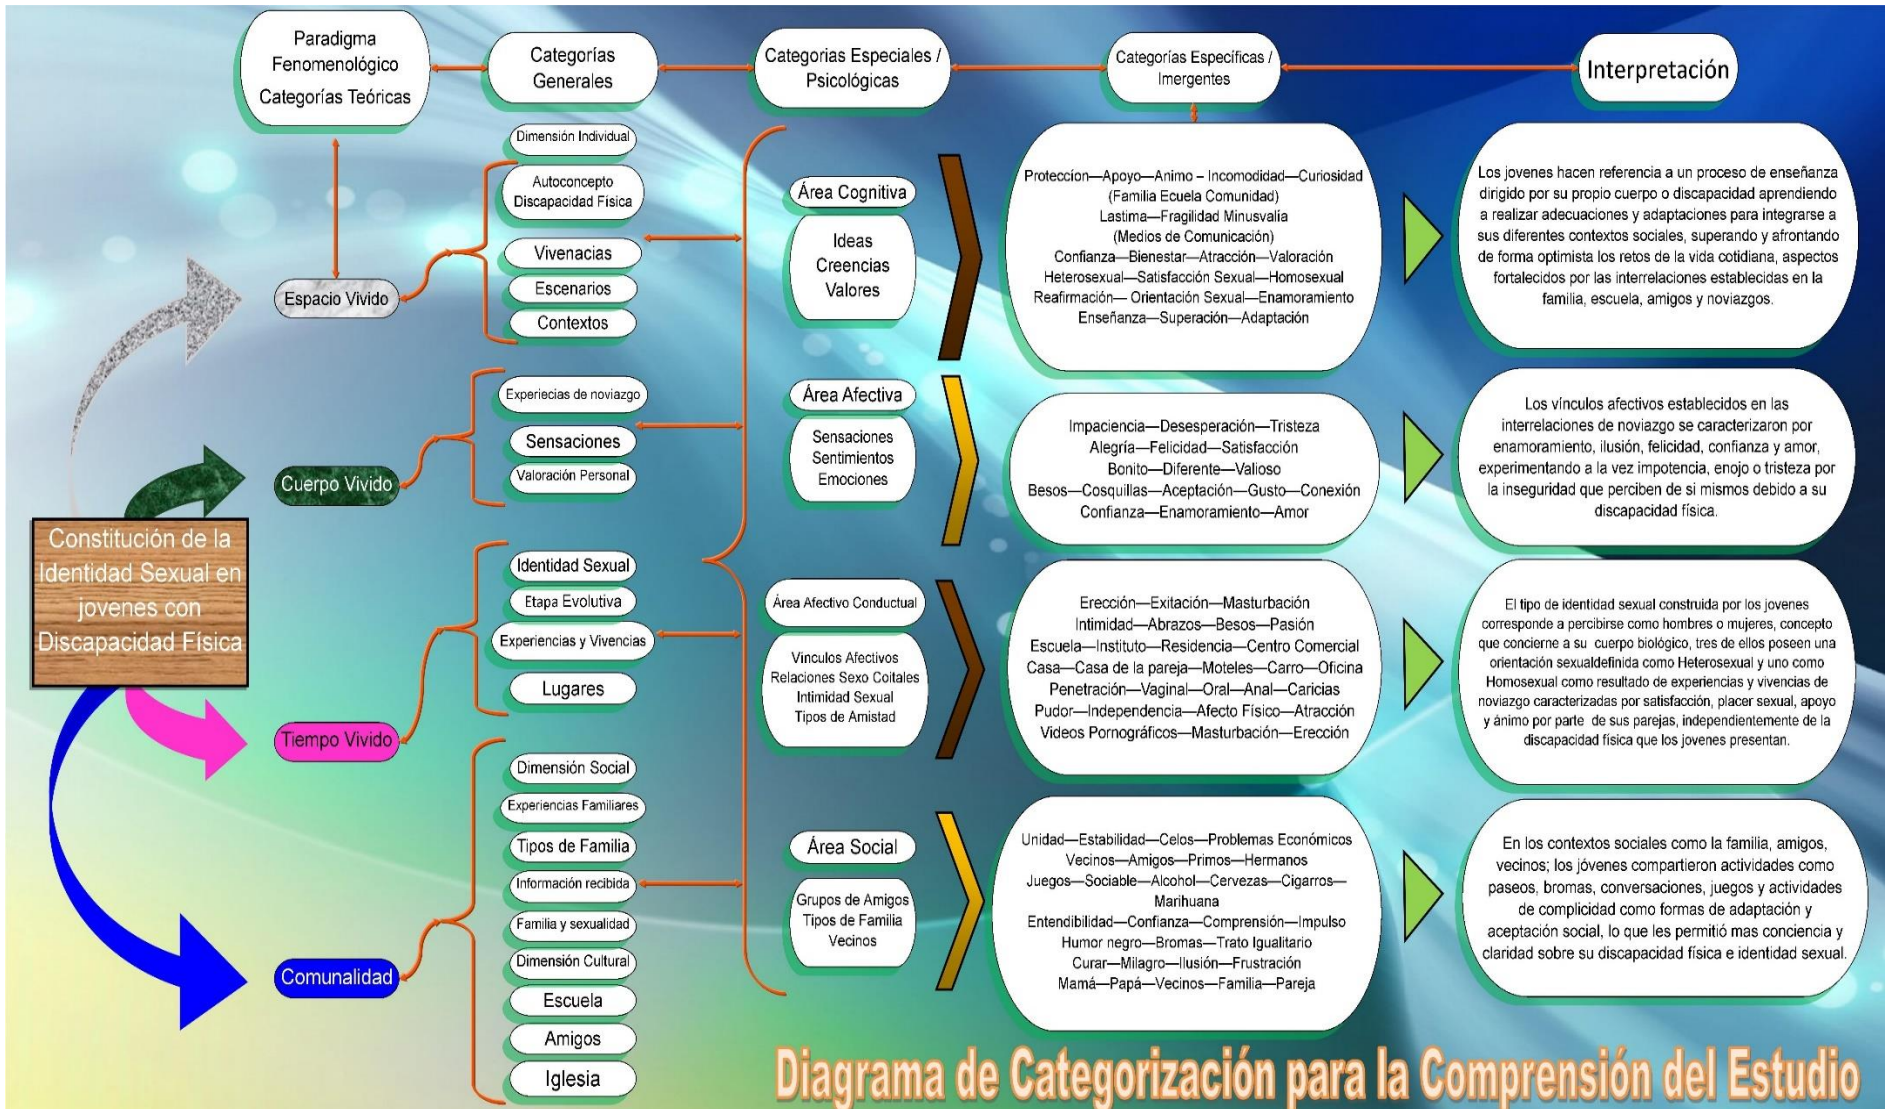 Paradigma
Fenomenológico
Categorías Teóricas
Categorías
Generales
Categorias Especiales /
Psicológicas
Categorías Específicas /
Imergentes
Interpretación
Constitución de la
Identidad Sexual en
jovenes con
Discapacidad Física
Espacio Vivido
Cuerpo Vivido
Tiempo Vivido
Comunalidad
Dimensión Individual
Autoconcepto
Discapacidad Física
Vivenacias
Escenarios
Contextos
Experiecias de noviazgo
Sensaciones
Valoración Personal
Identidad Sexual
Etapa Evolutiva
Experiencias y Vivencias
Lugares
Dimensión Social
Experiencias Familiares
Tipos de Familia
Información recibida
Familia y sexualidad
Dimensión Cultural
Escuela
Amigos
Iglesia
Área Cognitiva
Ideas
Creencias
Valores
Área Afectiva
Sensaciones
Sentimientos
Emociones
Área Afectivo Conductual
Vínculos Afectivos
Relaciones Sexo Coitales
Intimidad Sexual
Tipos de Amistad
Área Social
Grupos de Amigos
Tipos de Familia
Vecinos
Proteccíon—Apoyo—Animo – Incomodidad—Curiosidad
(Familia Ecuela Comunidad)
Lastima—Fragilidad Minusvalía
(Medios de Comunicación)
Confianza—Bienestar—Atracción—Valoración
Heterosexual—Satisfacción Sexual—Homosexual
Reafirmación— Orientación Sexual—Enamoramiento
Enseñanza—Superación—Adaptación
Impaciencia—Desesperación—Tristeza
Alegría—Felicidad—Satisfacción
Bonito—Diferente—Valioso
Besos—Cosquillas—Aceptación—Gusto—Conexión
Confianza—Enamoramiento—Amor
Erección—Exitación—Masturbación
Intimidad—Abrazos—Besos—Pasión
Escuela—Instituto—Residencia—Centro Comercial
Casa—Casa de la pareja—Moteles—Carro—Oficina
Penetración—Vaginal—Oral—Anal—Caricias
Pudor—Independencia—Afecto Físico—Atracción
Videos Pornográficos—Masturbación—Erección
Unidad—Estabilidad—Celos—Problemas Económicos
Vecinos—Amigos—Primos—Hermanos
Juegos—Sociable—Alcohol—Cervezas—Cigarros—
Marihuana
Entendibilidad—Confianza—Comprensión—Impulso
Humor negro—Bromas—Trato Igualitario
Curar—Milagro—Ilusión—Frustración
Mamá—Papá—Vecinos—Familia—Pareja
Los jovenes hacen referencia a un proceso de enseñanza
dirigido por su propio cuerpo o discapacidad aprendiendo
a realizar adecuaciones y adaptaciones para integrarse a
sus diferentes contextos sociales, superando y afrontando
de forma optimista los retos de la vida cotidiana, aspectos
fortalecidos por las interrelaciones establecidas en la
familia, escuela, amigos y noviazgos.
Los vínculos afectivos establecidos en las
interrelaciones de noviazgo se caracterizaron por
enamoramiento, ilusión, felicidad, confianza y amor,
experimentando a la vez impotencia, enojo o tristeza por
la inseguridad que perciben de si mismos debido a su
discapacidad física.
El tipo de identidad sexual construida por los jovenes
corresponde a percibirse como hombres o mujeres, concepto
que concierne a su cuerpo biológico, tres de ellos poseen una
orientación sexualdefinida como Heterosexual y uno como
Homosexual como resultado de experiencias y vivencias de
noviazgo caracterizadas por satisfacción, placer sexual, apoyo
y ánimo por parte de sus parejas, independientemente de la
discapacidad física que los jovenes presentan.
En los contextos sociales como la familia, amigos,
vecinos; los jóvenes compartieron actividades como
paseos, bromas, conversaciones, juegos y actividades
de complicidad como formas de adaptación y
aceptación social, lo que les permitió mas conciencia y
claridad sobre su discapacidad física e identidad sexual.
Diagrama de Categorización para la Comprensión del Estudio